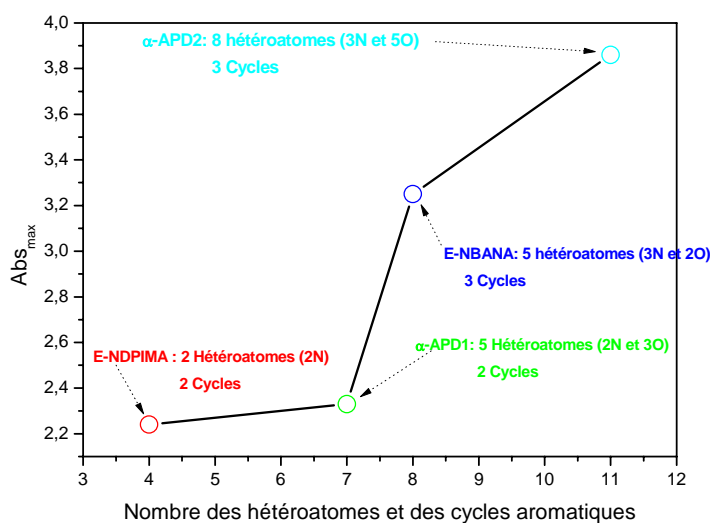 4,0
3,8
3,6
3,4
3,2
3,0
2,8
2,6
2,4
2,2
Abs max
α-APD2: 8 hétéroatomes (3N et 5O)
3 Cycles
E-NBANA: 5 hétéroatomes (3N et 2O)
3 Cycles
E-NDPIMA : 2 Hétéroatomes (2N)
2 Cycles
α-APD1: 5 Hétéroatomes (2N et 3O)
2 Cycles
3 4 5 6 7 8 9 10 11 12
Nombre des hétéroatomes et des cycles aromatiques